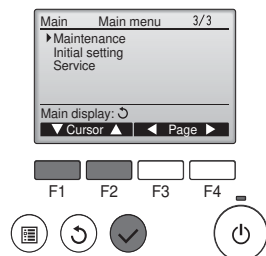 Main Main menu 3/3
Maintenance
Initial setting
Service
Main display:
Cursor Page
F1 F2 F3 F4